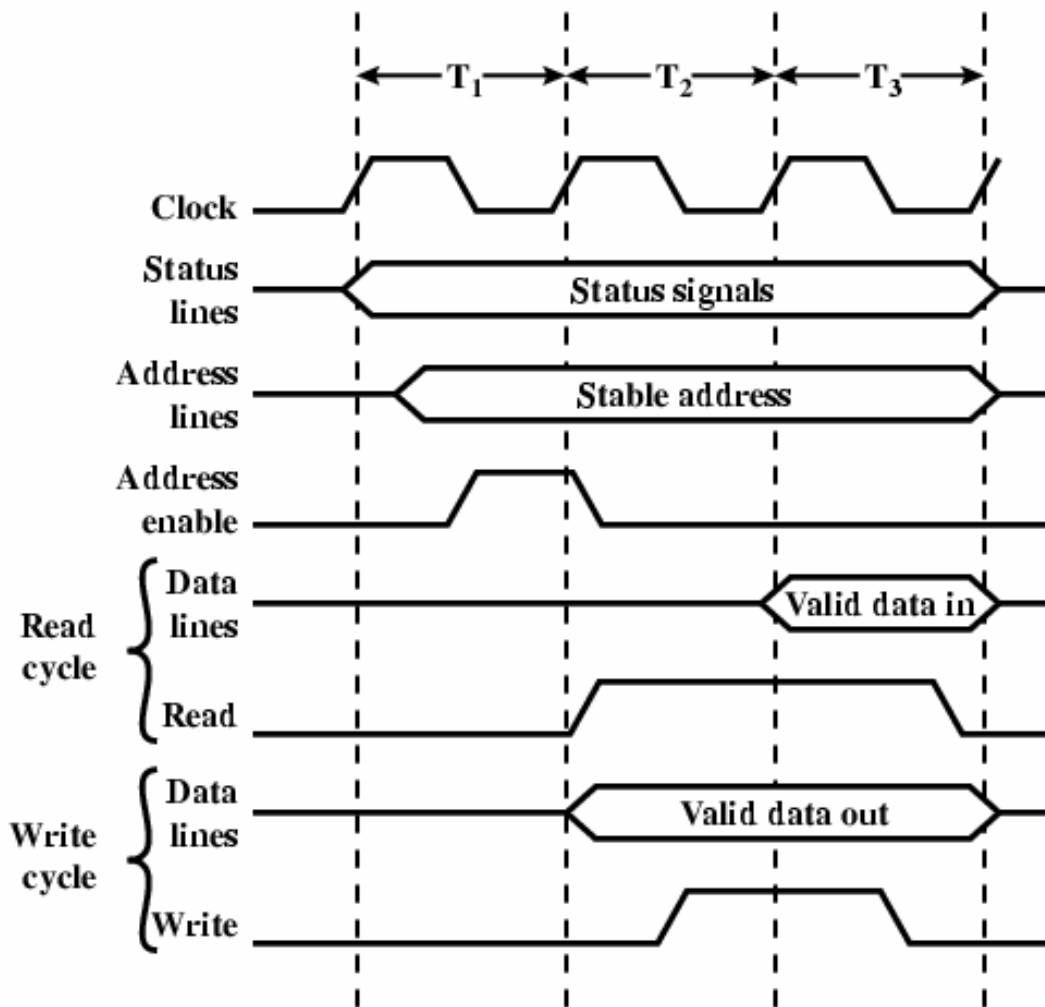 T1 T2 T3
Clock
Status
lines
Status signals
Address
lines
Stable address
Address
enable
Read
cycle
Data
lines
Valid data in
Read
Write
cycle
Data
lines
Valid data out
Write